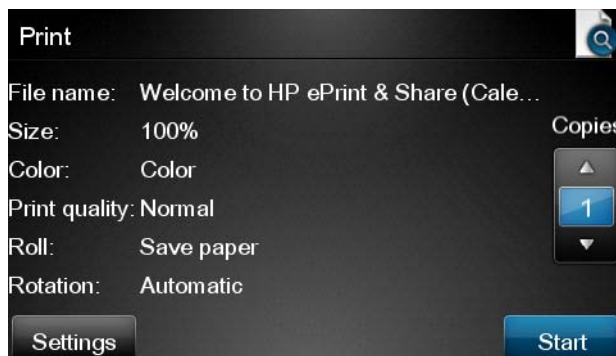 Print
File name: Welcome to HP ePrint & Share (Cale...
Size: 100%
Copies
Color: Color
Print quality: Normal
1
Roll: Save paper
Rotation: Automatic
Settings
Start